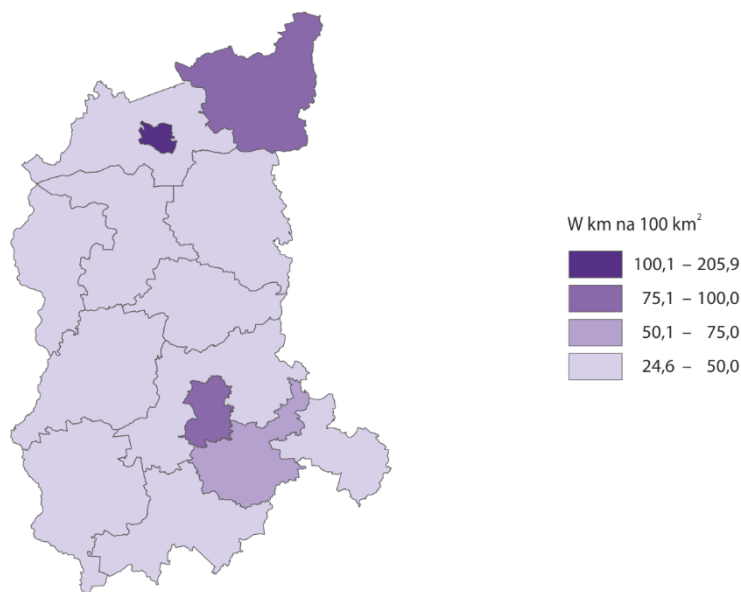 W km na 100 km²
100,1 – 205,9
75,1 – 100,0
50,1 – 75,0
24,6 – 50,0